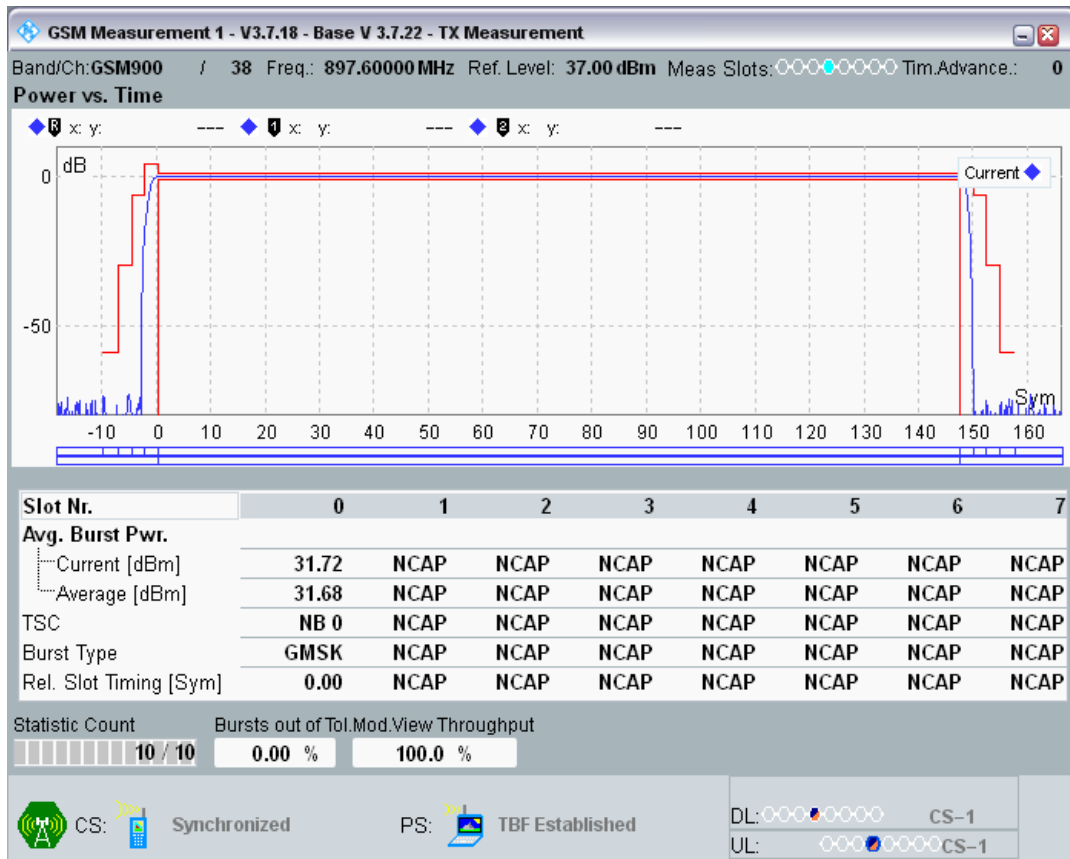 GSM Measurement 1 - V3.7.18 - Base V 3.7.22 - TX Measurement
Band/Ch:GSM900 / 38 Freq.: 897.60000 MHz Ref. Level: 37.00 dBm Meas Slots: Tim.Advance.: 0
Power vs. Time
R x: y: --- 1 x: y: --- 2 x: y: ---
dB
Current
0
-50
Sym
-10 0 10 20 30 40 50 60 70 80 90 100 110 120 130 140 150 160
Slot Nr. 0 1 2 3 4 5 6 7
Avg. Burst Pwr.
Current [dBm] 31.72 NCAP NCAP NCAP NCAP NCAP NCAP NCAP
Average [dBm] 31.68 NCAP NCAP NCAP NCAP NCAP NCAP NCAP
TSC NB 0 NCAP NCAP NCAP NCAP NCAP NCAP NCAP
Burst Type GMSK NCAP NCAP NCAP NCAP NCAP NCAP NCAP
Rel. Slot Timing [Sym] 0.00 NCAP NCAP NCAP NCAP NCAP NCAP NCAP
Statistic Count Bursts out of Tol.Mod.View Throughput
10 / 10 0.00 % 100.0 %
CS: Synchronized PS: TBF Established DL: CS-1
UL: CS-1